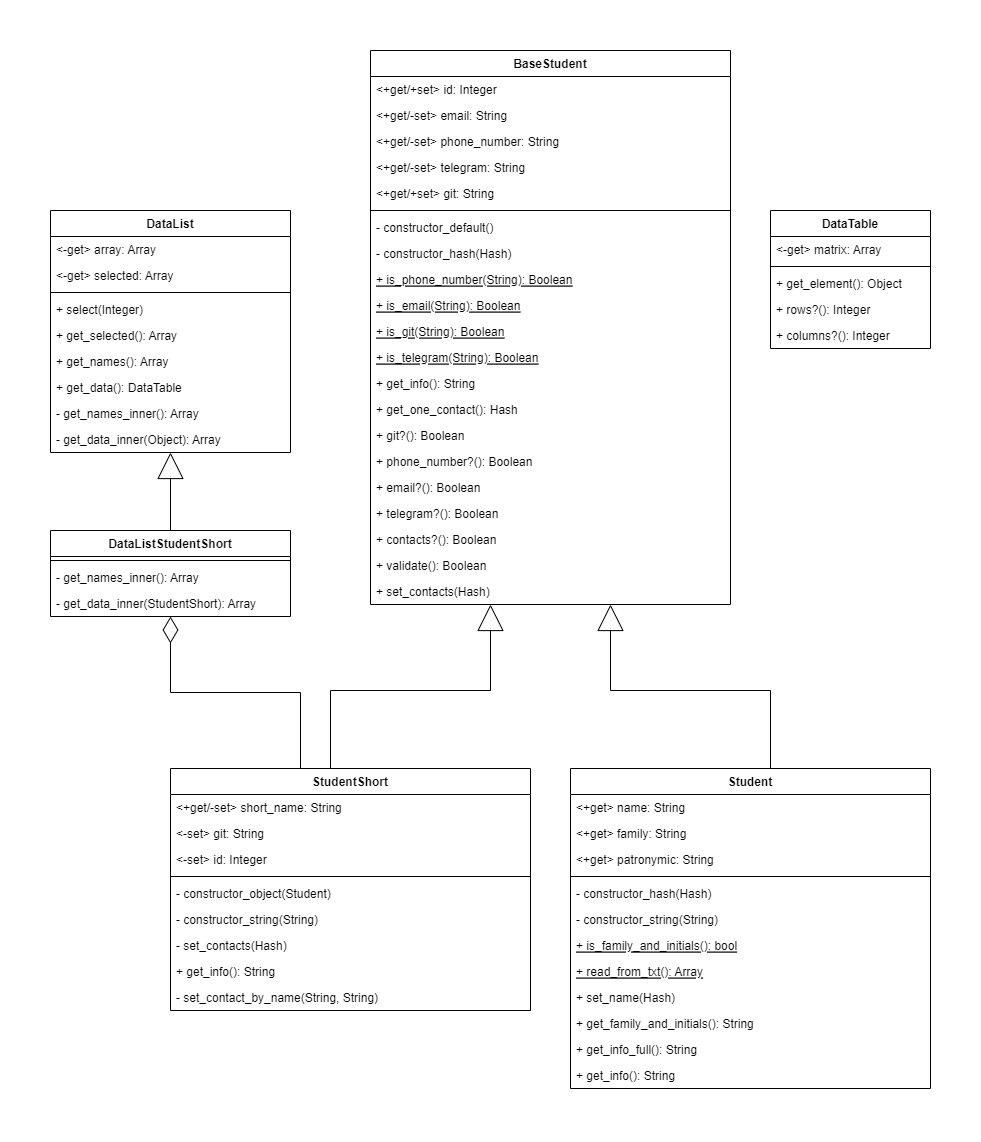 BaseStudent
<+get/+set> id: Integer
<+get/-set> email: String
<+get/-set> phone_number: String
<+get/-set> telegram: String
<+get/+set> git: String
- constructor_default()
- constructor_hash(Hash)
+ is_phone_number(String): Boolean
+ is_email(String): Boolean
+ is_git(String): Boolean
+ is_telegram(String): Boolean
+ get_info(): String
+ get_one_contact(): Hash
+ git?(): Boolean
+ phone_number?(): Boolean
+ email?(): Boolean
+ telegram?(): Boolean
+ contacts?(): Boolean
+ validate(): Boolean
+ set_contacts(Hash)
DataList
<-get> array: Array
<-get> selected: Array
+ select(Integer)
+ get_selected(): Array
+ get_names(): Array
+ get_data(): DataTable
- get_names_inner(): Array
- get_data_inner(Object): Array
DataTable
<-get> matrix: Array
+ get_element(): Object
+ rows?(): Integer
+ columns?(): Integer
DataListStudentShort
- get_names_inner(): Array
- get_data_inner(StudentShort): Array
StudentShort
<+get/-set> short_name: String
<-set> git: String
<-set> id: Integer
- constructor_object(Student)
- constructor_string(String)
- set_contacts(Hash)
+ get_info(): String
- set_contact_by_name(String, String)
Student
<+get> name: String
<+get> family: String
<+get> patronymic: String
- constructor_hash(Hash)
- constructor_string(String)
+ is_family_and_initials(): bool
+ read_from_txt(): Array
+ set_name(Hash)
+ get_family_and_initials(): String
+ get_info_full(): String
+ get_info(): String